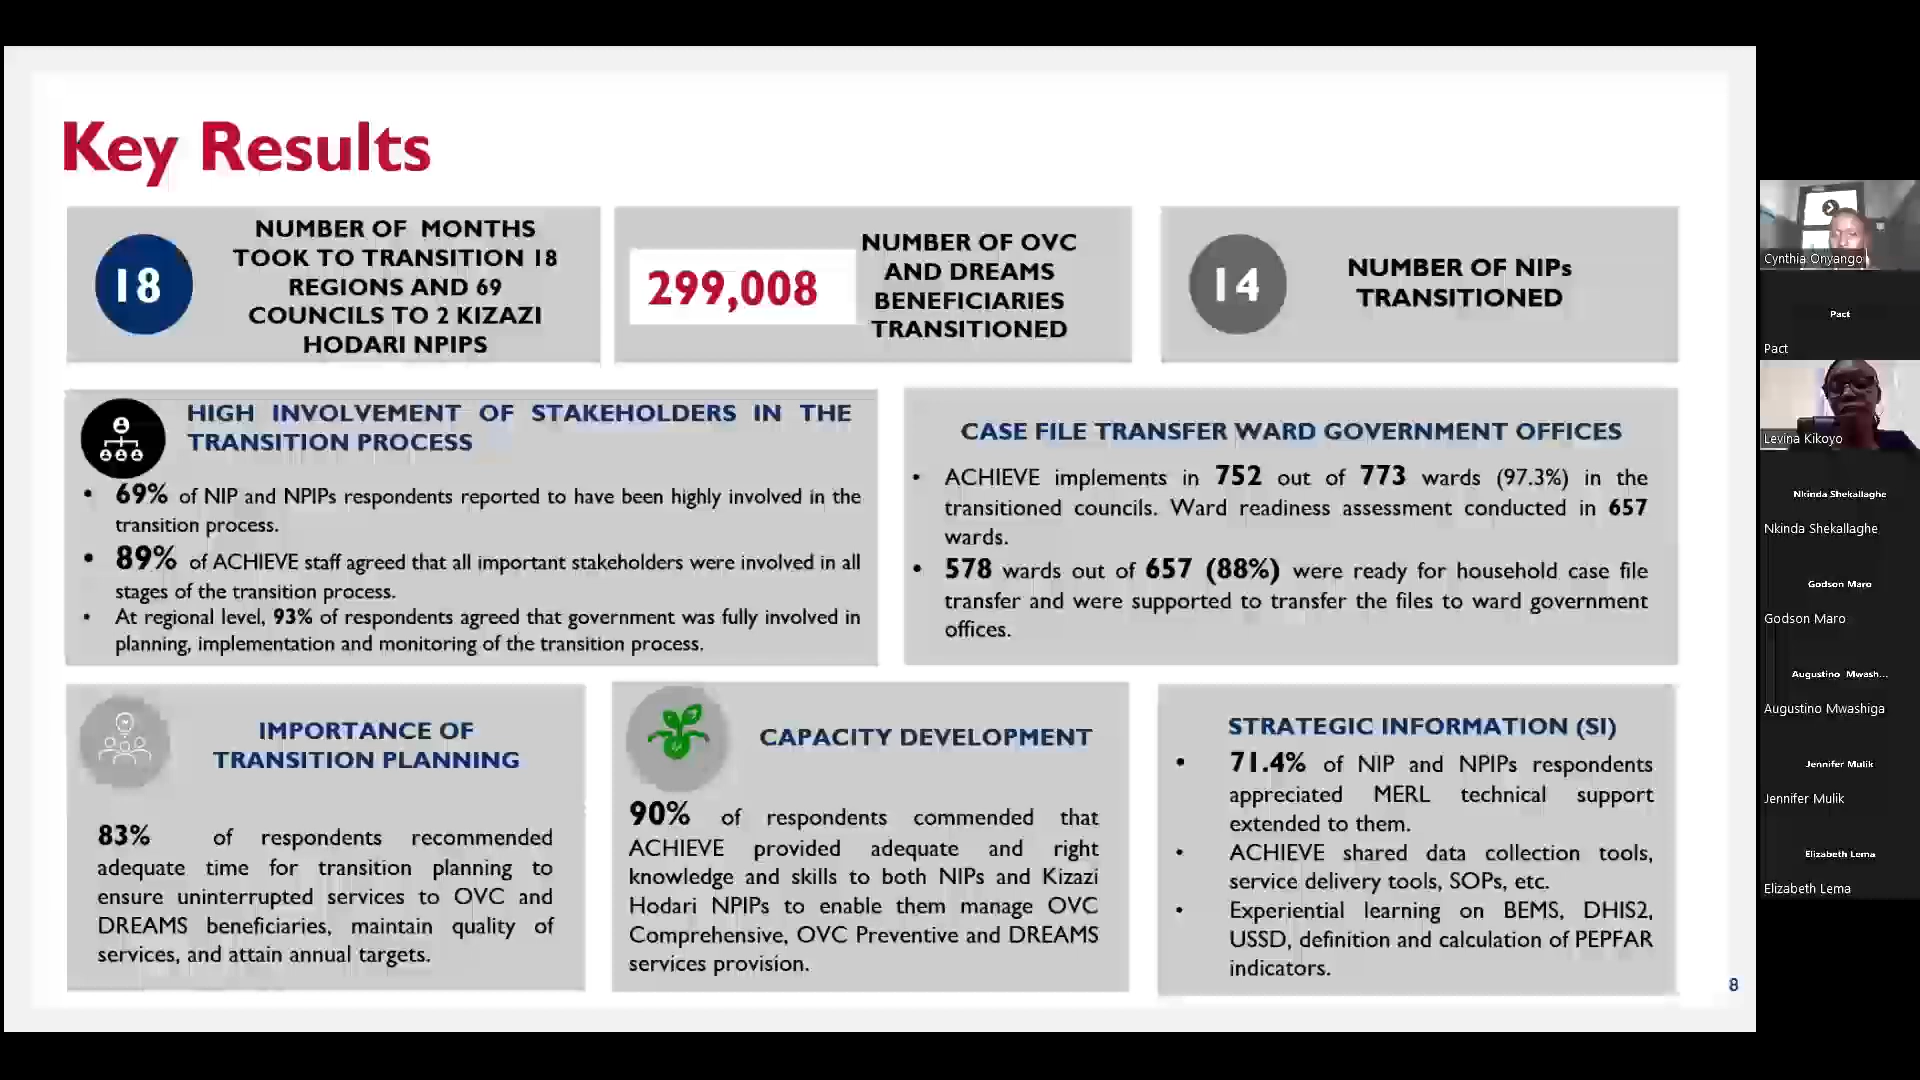 Key Results
18
NUMBER OF MONTHS
TOOK TO TRANSITION 18
REGIONS AND 69
COUNCILS TO 2 KIZAZI
HODARI NPIPS
299,008
NUMBER OF OVC
AND DREAMS
BENEFICIARIES
TRANSITIONED
14
NUMBER OF NIPs
TRANSITIONED
HIGH INVOLVEMENT OF STAKEHOLDERS IN THE
TRANSITION PROCESS
• 69% of NIP and NPIPs respondents reported to have been highly involved in the
transition process.
• 89% of ACHIEVE staff agreed that all important stakeholders were involved in all
stages of the transition process.
• At regional level, 93% of respondents agreed that government was fully involved in
planning, implementation and monitoring of the transition process.
CASE FILE TRANSFER WARD GOVERNMENT OFFICES
• ACHIEVE implements in 752 out of 773 wards (97.3%) in the
transitioned councils. Ward readiness assessment conducted in 657
wards.
• 578 wards out of 657 (88%) were ready for household case file
transfer and were supported to transfer the files to ward government
offices.
IMPORTANCE OF
TRANSITION PLANNING
83% of respondents recommended
adequate time for transition planning to
ensure uninterrupted services to OVC and
DREAMS beneficiaries, maintain quality of
services, and attain annual targets.
CAPACITY DEVELOPMENT
90% of respondents commended that
ACHIEVE provided adequate and right
knowledge and skills to both NIPs and Kizazi
Hodari NPIPs to enable them manage OVC
Comprehensive, OVC Preventive and DREAMS
services provision.
STRATEGIC INFORMATION (SI)
• 71.4% of NIP and NPIPs respondents
appreciated MERL technical support
extended to them.
• ACHIEVE shared data collection tools,
service delivery tools, SOPs, etc.
• Experiential learning on BEMS, DHIS2,
USSD, definition and calculation of PEPFAR
indicators.
8
Cynthia Onyango
Pact
Pact
Levina Kikoyo
Nkinda Shekallaghe
Nkinda Shekallaghe
Godson Maro
Godson Maro
Augustino Mwash...
Augustino Mwashiga
Jennifer Mulik
Jennifer Mulik
Elizabeth Lema
Elizabeth Lema